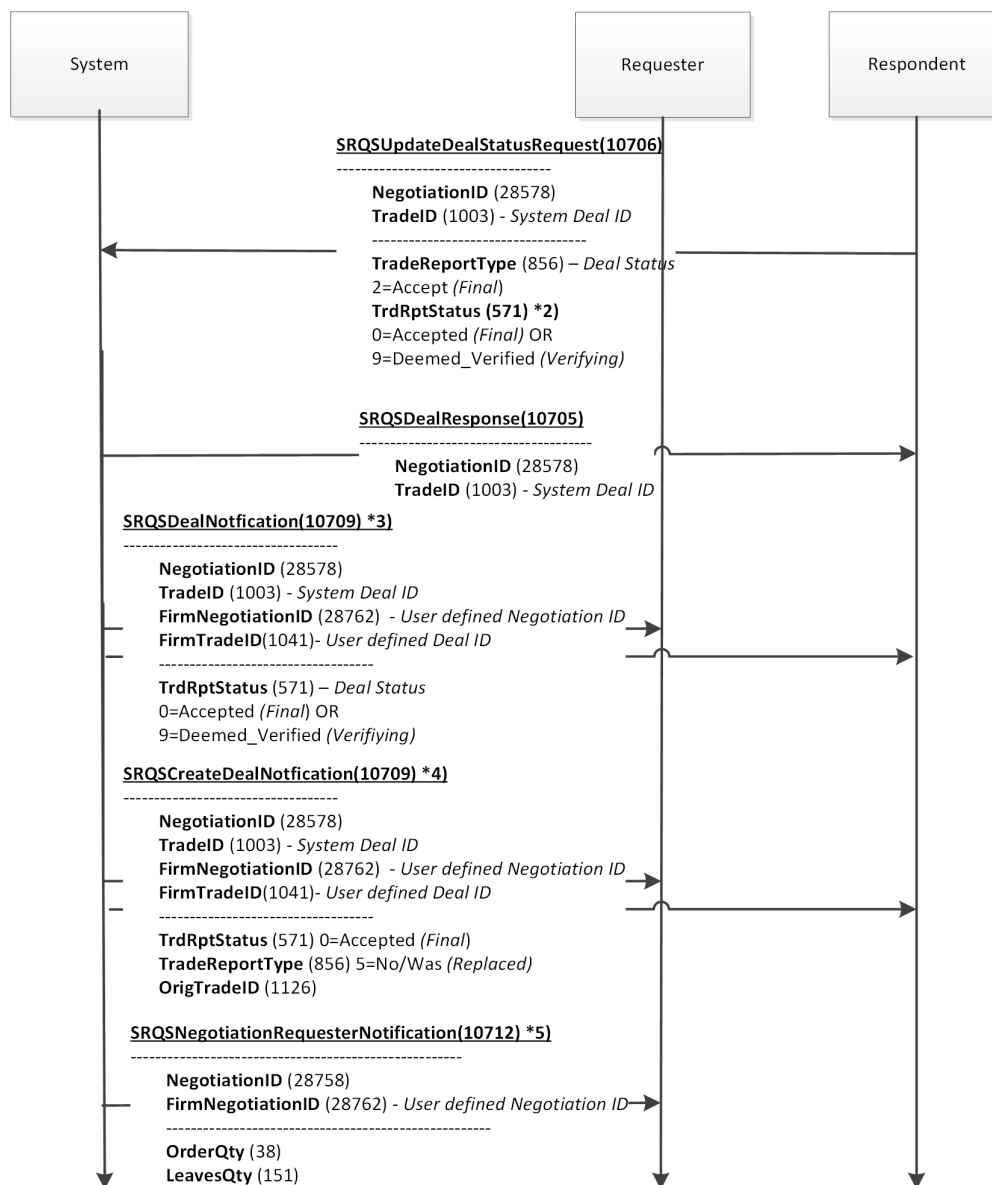 System
Requester
Respondent
SRQSUpdateDealStatusRequest(10706)
-----------------------------------
NegotiationID (28578)
TradeID (1003) - System Deal ID
-----------------------------------
TradeReportType (856) – Deal Status
2=Accept (Final)
TrdRptStatus (571) *2)
0=Accepted (Final) OR
9=Deemed_Verified (Verifying)
SRQSDealResponse(10705)
--------------------------------------
NegotiationID (28578)
TradeID (1003) - System Deal ID
SRQSDealNotfication(10709) *3)
-----------------------------------
NegotiationID (28578)
TradeID (1003) - System Deal ID
FirmNegotiationID (28762)  - User defined Negotiation ID
FirmTradeID(1041)- User defined Deal ID
-----------------------------------
TrdRptStatus (571) – Deal Status
0=Accepted (Final) OR
9=Deemed_Verified (Verifiying)
SRQSCreateDealNotfication(10709) *4)
-----------------------------------
NegotiationID (28578)
TradeID (1003) - System Deal ID
FirmNegotiationID (28762)  - User defined Negotiation ID
FirmTradeID(1041)- User defined Deal ID
-----------------------------------
TrdRptStatus (571) 0=Accepted (Final)
TradeReportType (856) 5=No/Was (Replaced)
OrigTradeID (1126)
SRQSNegotiationRequesterNotification(10712) *5)
------------------------------------------------------
NegotiationID (28758)
FirmNegotiationID (28762) - User defined Negotiation ID
-----------------------------------------------------
OrderQty (38)
LeavesQty (151)